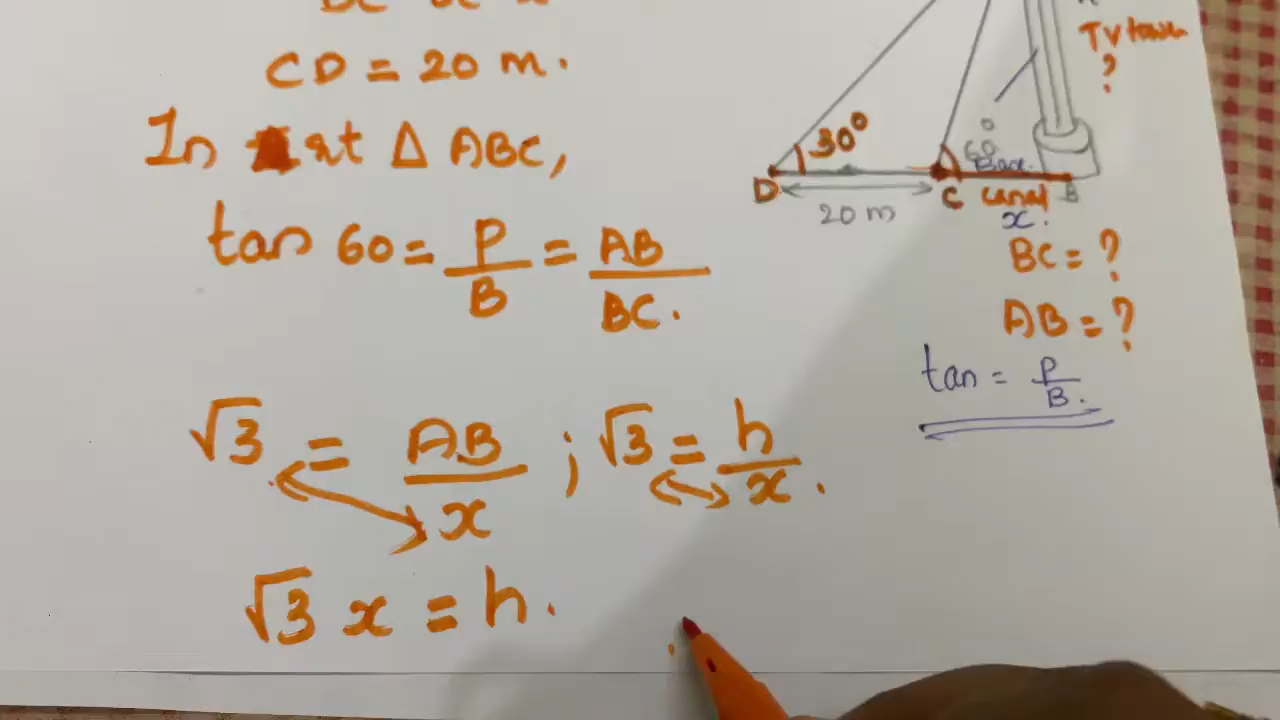 CD = 20 m.
In rt Δ ABC,
tan 60 = P/B = AB/BC.
√3 = AB/x ; √3 = h/x.
√3 x = h.
TV tower
?
30°
60°
Base
D
C
B
20 m
canal
x.
BC = ?
AB = ?
tan = P/B.